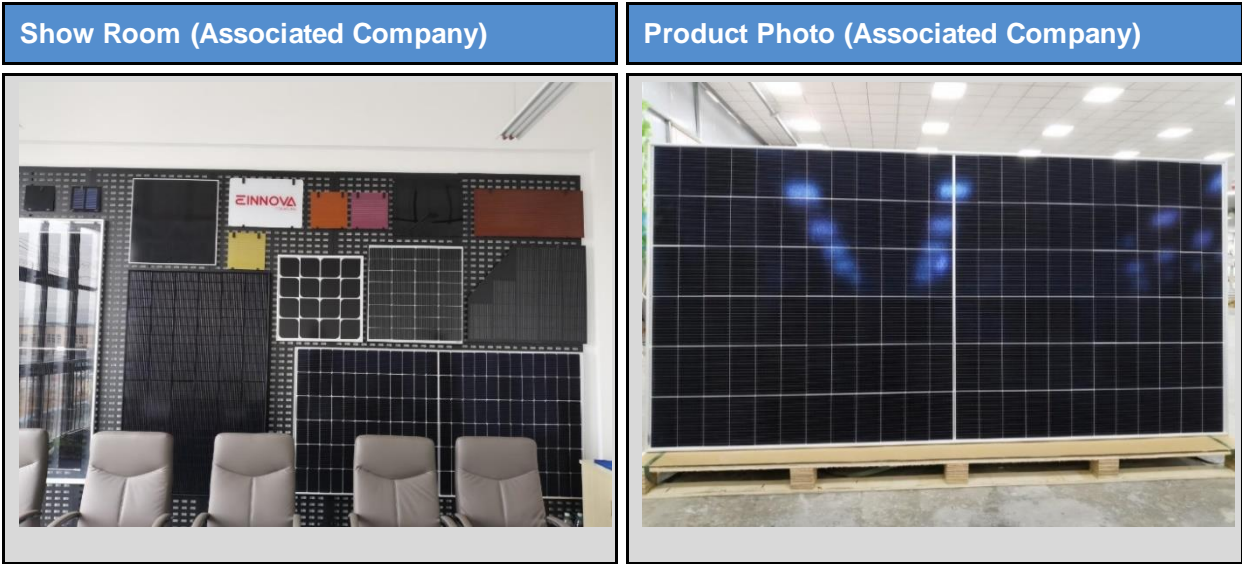 Show Room (Associated Company)
Product Photo (Associated Company)
EINNOVA